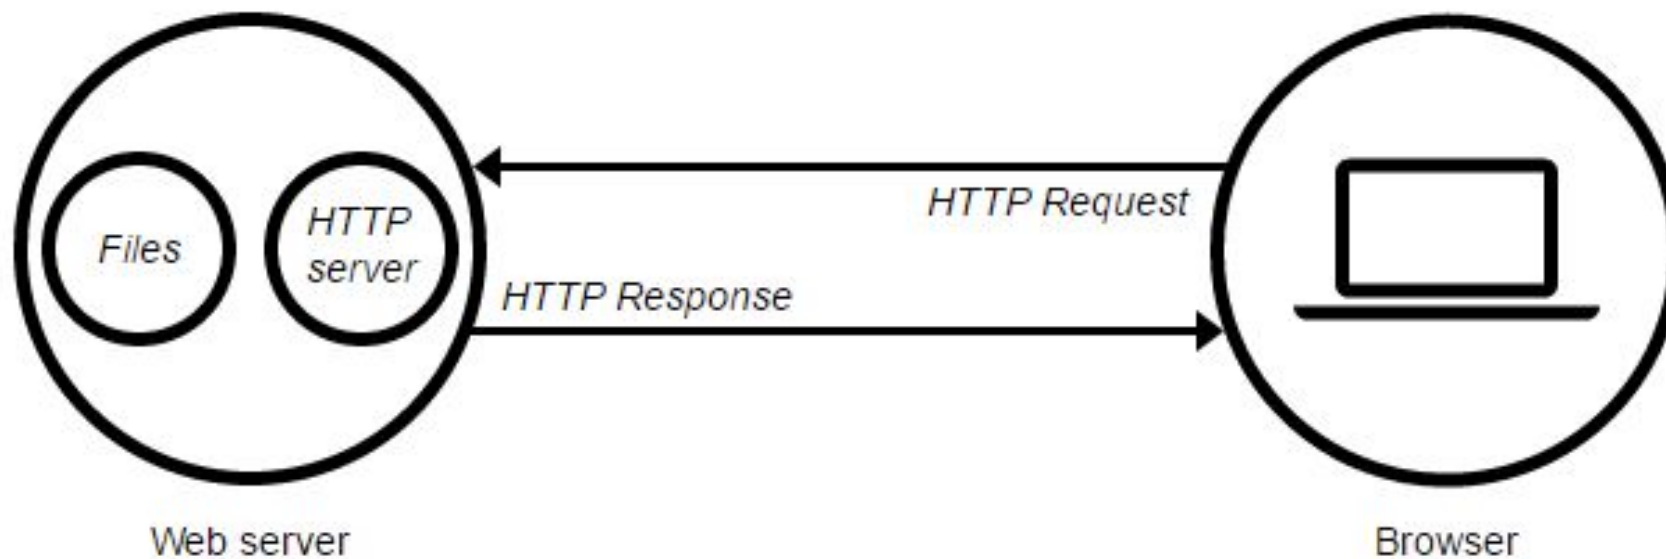 Files
HTTP
server
HTTP Request
HTTP Response
Web server
Browser